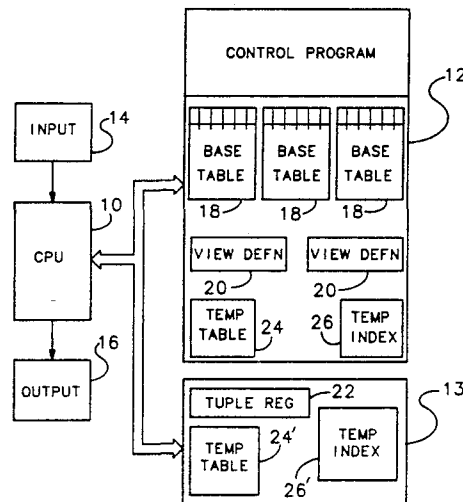 CONTROL PROGRAM
12
INPUT
14
BASE TABLE
18
BASE TABLE
18
BASE TABLE
18
10
CPU
VIEW DEFN
20
VIEW DEFN
20
TEMP TABLE
24
26
TEMP INDEX
16
OUTPUT
TUPLE REG
22
13
TEMP TABLE
24'
TEMP INDEX
26'